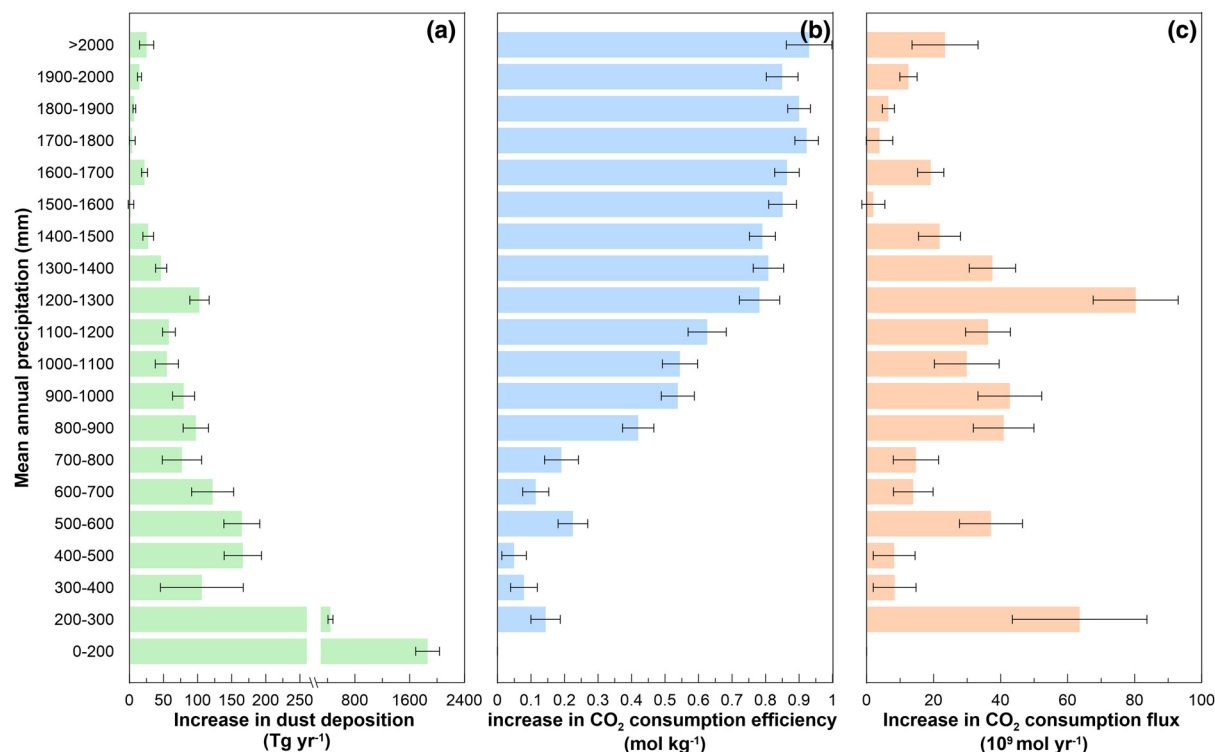 (a)
(b)
(c)
Mean annual precipitation (mm)
>2000
1900-2000
1800-1900
1700-1800
1600-1700
1500-1600
1400-1500
1300-1400
1200-1300
1100-1200
1000-1100
900-1000
800-900
700-800
600-700
500-600
400-500
300-400
200-300
0-200
0 50 100 150 200 250 800 1600 2400
0 0.1 0.2 0.3 0.4 0.5 0.6 0.7 0.8 0.9 1
0 20 40 60 80 100
Increase in dust deposition
(Tg yr⁻¹)
increase in CO₂ consumption efficiency
(mol kg⁻¹)
Increase in CO₂ consumption flux
(10⁹ mol yr⁻¹)